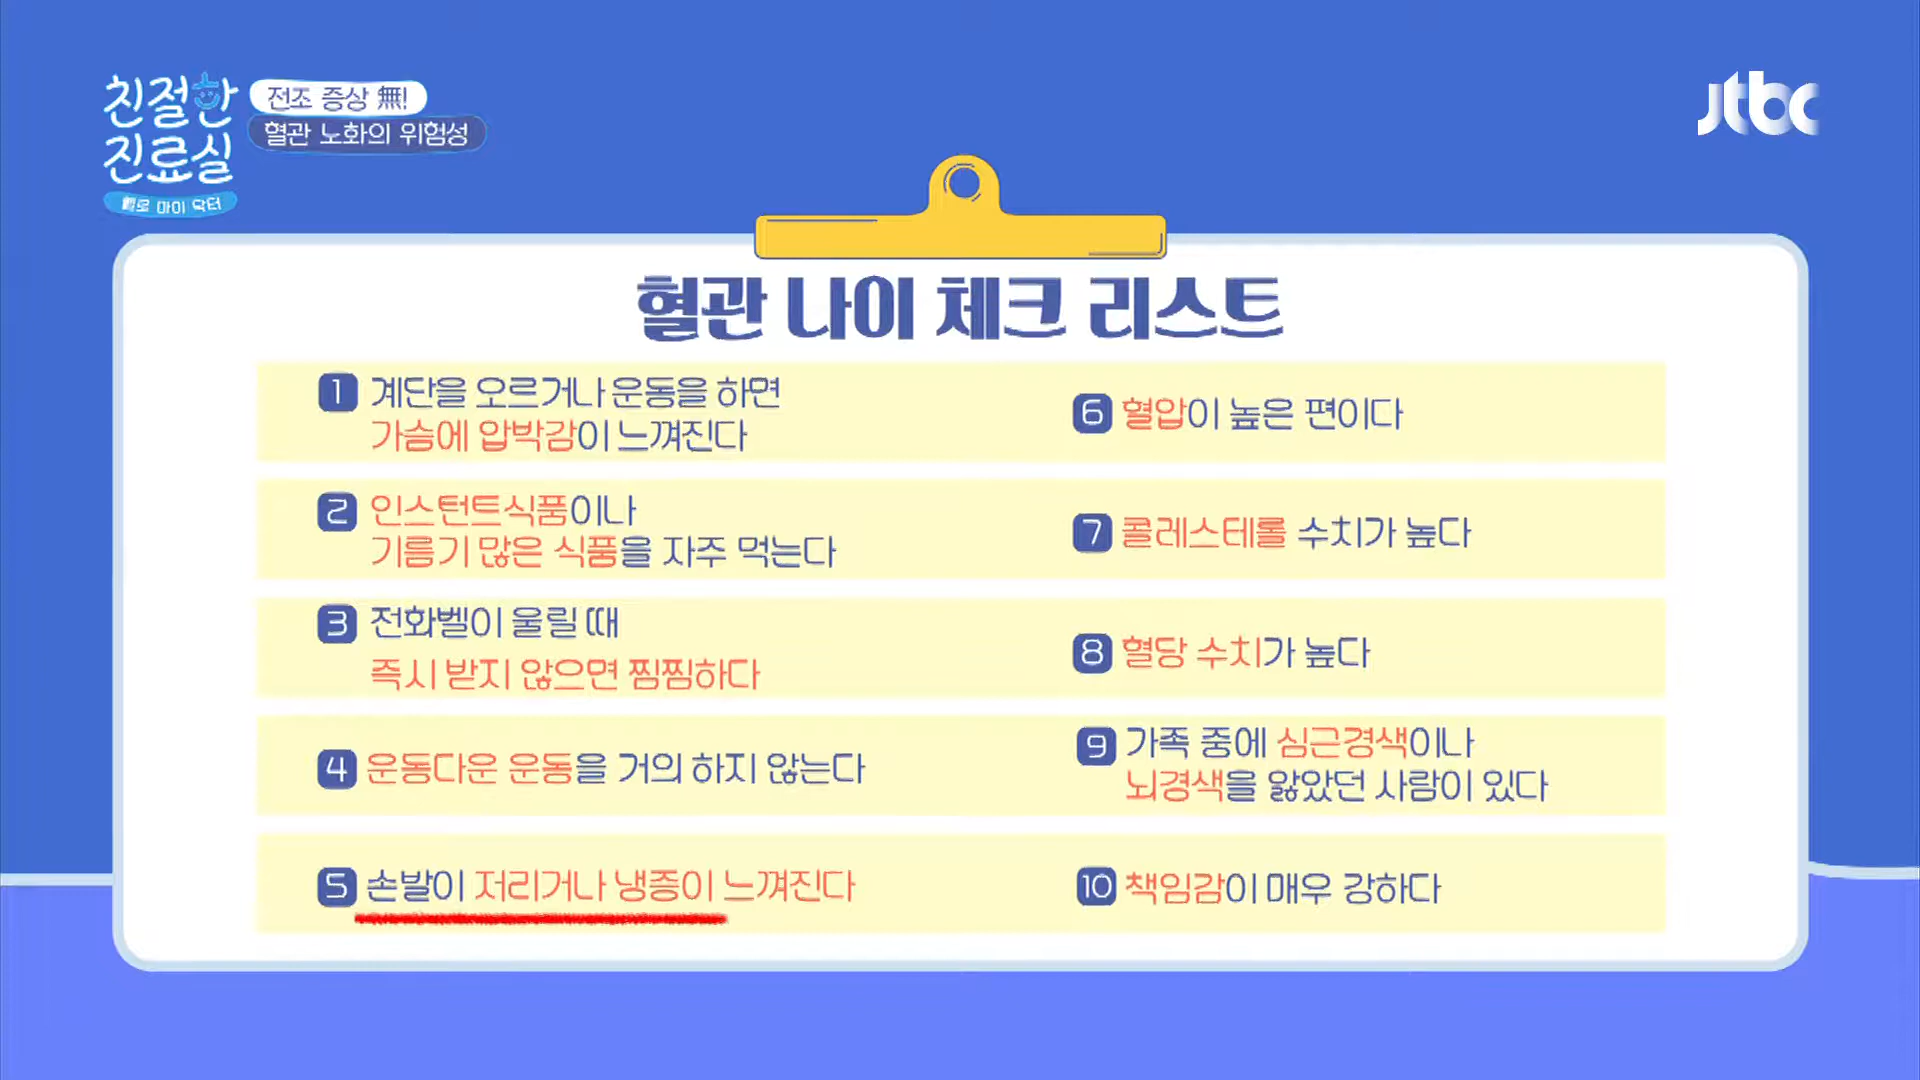 친절한
진료실
헬로 마이 닥터
전조 증상 無!
혈관 노화의 위험성
jtbc
혈관 나이 체크 리스트
1 계단을 오르거나 운동을 하면
가슴에 압박감이 느껴진다
2 인스턴트식품이나
기름기 많은 식품을 자주 먹는다
3 전화벨이 울릴 때
즉시 받지 않으면 찜찜하다
4 운동다운 운동을 거의 하지 않는다
5 손발이 저리거나 냉증이 느껴진다
6 혈압이 높은 편이다
7 콜레스테롤 수치가 높다
8 혈당 수치가 높다
9 가족 중에 심근경색이나
뇌경색을 앓았던 사람이 있다
10 책임감이 매우 강하다